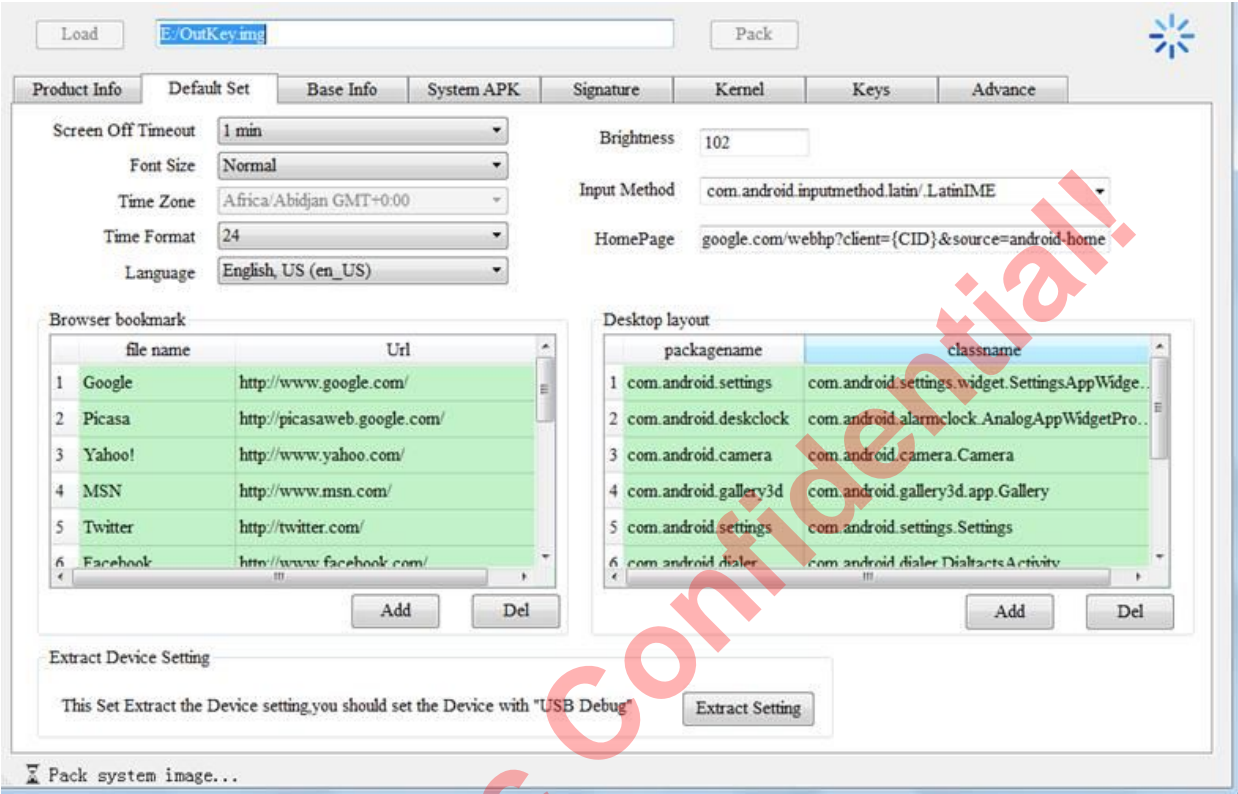 Load E:/OutKey.img Pack
Product Info Default Set Base Info System APK Signature Kernel Keys Advance
Screen Off Timeout 1 min
Font Size Normal
Time Zone Africa/Abidjan GMT+0:00
Time Format 24
Language English, US (en_US)
Brightness 102
Input Method com.android.inputmethod.latin/.LatinIME
HomePage google.com/webhp?client={CID}&source=android-home
Browser bookmark
file name Url
1 Google http://www.google.com/
2 Picasa http://picasaweb.google.com/
3 Yahoo! http://www.yahoo.com/
4 MSN http://www.msn.com/
5 Twitter http://twitter.com/
6 Facebook http://www.facebook.com/
Add Del
Desktop layout
packagename classname
1 com.android.settings com.android.settings.widget.SettingsAppWidge...
2 com.android.deskclock com.android.alarmclock.AnalogAppWidgetPro...
3 com.android.camera com.android.camera.Camera
4 com.android.gallery3d com.android.gallery3d.app.Gallery
5 com.android.settings com.android.settings.Settings
6 com.android.dialer com.android.dialer.DialtactsActivity
Add Del
Extract Device Setting
This Set Extract the Device setting,you should set the Device with "USB Debug" Extract Setting
Pack system image...
s Confidential!